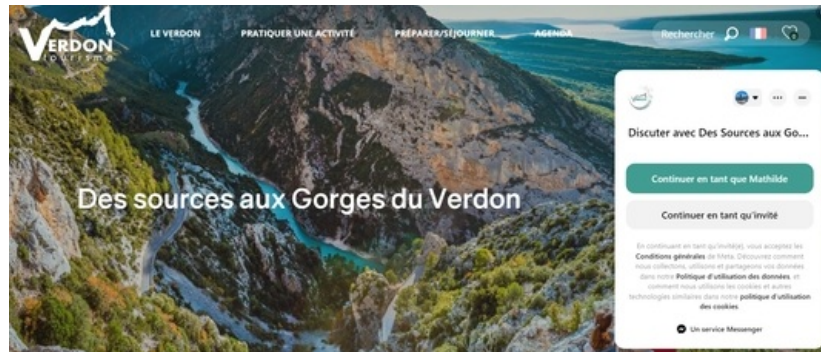 VERDON
tourisme
LE VERDON PRATIQUER UNE ACTIVITÉ PRÉPARER/SÉJOURNER AGENDA Rechercher
Des sources aux Gorges du Verdon
Discuter avec Des Sources aux Go...
Continuer en tant que Mathilde
Continuer en tant qu'invité
En continuant en tant qu'invité(e), vous acceptez les
Conditions générales de Meta. Découvrez comment
nous collectons, utilisons et partageons vos données
dans notre Politique d'utilisation des données, et
comment nous utilisons les cookies et autres
technologies similaires dans notre politique d'utilisation
des cookies.
Un service Messenger